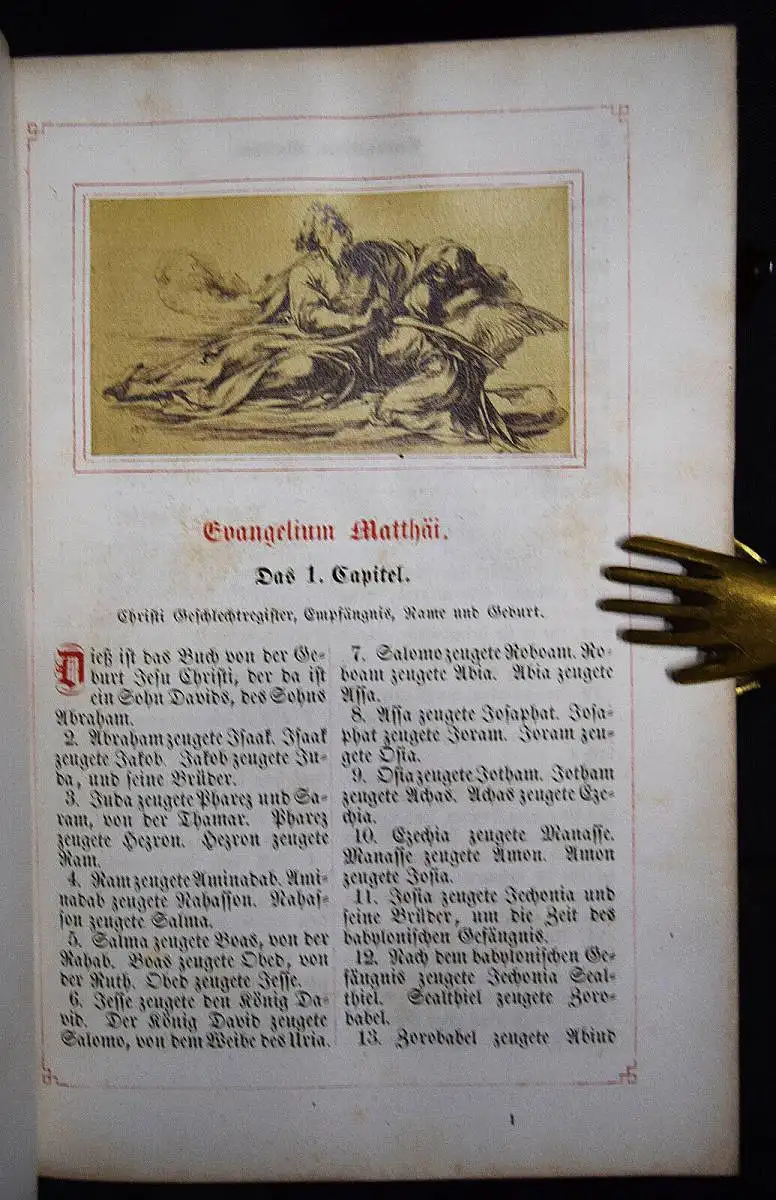 Evangelium Matthäi.
Das 1. Capitel.
Christi Geschlechtregister, Empfängnis, Name und Geburt.
Dieß ist das Buch von der Ge-
burt Jesu Christi, der da ist
ein Sohn Davids, des Sohns
Abraham.
2. Abraham zeugete Isaak. Isaak
zeugete Jakob. Jakob zeugete Ju-
da, und seine Brüder.
3. Juda zeugete Pharez und Sa-
ram, von der Thamar. Pharez
zeugete Hezron. Hezron zeugete
Ram.
4. Ram zeugete Aminadab. Ami-
nadab zeugete Nahasson. Nahas-
son zeugete Salma.
5. Salma zeugete Boas, von der
Rahab. Boas zeugete Obed, von
der Ruth. Obed zeugete Jesse.
6. Jesse zeugete den König Da-
vid. Der König David zeugete
Salomo, von dem Weibe des Uria.
7. Salomo zeugete Roboam. Ro-
boam zeugete Abia. Abia zeugete
Assa.
8. Assa zeugete Josaphat. Josa-
phat zeugete Joram. Joram zeu-
gete Osia.
9. Osia zeugete Jotham. Jotham
zeugete Achas. Achas zeugete Eze-
chia.
10. Ezechia zeugete Manasse.
Manasse zeugete Amon. Amon
zeugete Josia.
11. Josia zeugete Jechonia und
seine Brüder, um die Zeit des
babylonischen Gefängnis.
12. Nach dem babylonischen Ge-
fängnis zeugete Jechonia Seal-
thiel. Sealthiel zeugete Zoro-
babel.
13. Zorobabel zeugete Abiud
1